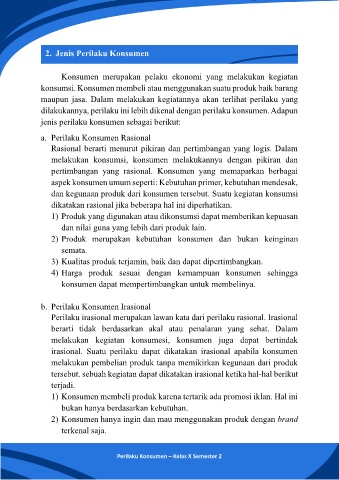 2. Jenis Perilaku Konsumen
Konsumen merupakan pelaku ekonomi yang melakukan kegiatan
konsumsi. Konsumen membeli atau menggunakan suatu produk baik barang
maupun jasa. Dalam melakukan kegiatannya akan terlihat perilaku yang
dilakukannya, perilaku ini lebih dikenal dengan perilaku konsumen. Adapun
jenis perilaku konsumen sebagai berikut:
a. Perilaku Konsumen Rasional
Rasional berarti menurut pikiran dan pertimbangan yang logis. Dalam
melakukan konsumsi, konsumen melakukannya dengan pikiran dan
pertimbangan yang rasional. Konsumen yang memaparkan berbagai
aspek konsumen umum seperti: Kebutuhan primer, kebutuhan mendesak,
dan kegunaan produk dari konsumen tersebut. Suatu kegiatan konsumsi
dikatakan rasional jika beberapa hal ini diperhatikan.
1) Produk yang digunakan atau dikonsumsi dapat memberikan kepuasan
dan nilai guna yang lebih dari produk lain.
2) Produk merupakan kebutuhan konsumen dan bukan keinginan
semata.
3) Kualitas produk terjamin, baik dan dapat dipertimbangkan.
4) Harga produk sesuai dengan kemampuan konsumen sehingga
konsumen dapat mempertimbangkan untuk membelinya.
b. Perilaku Konsumen Irasional
Perilaku irasional merupakan lawan kata dari perilaku rasional. Irasional
berarti tidak berdasarkan akal atau penalaran yang sehat. Dalam
melakukan kegiatan konsumesi, konsumen juga dapat bertindak
irasional. Suatu perilaku dapat dikatakan irasional apabila konsumen
melakukan pembelian produk tanpa memikirkan kegunaan dari produk
tersebut. sebuah kegiatan dapat dikatakan irasional ketika hal-hal berikut
terjadi.
1) Konsumen membeli produk karena tertarik ada promosi iklan. Hal ini
bukan hanya berdasarkan kebutuhan.
2) Konsumen hanya ingin dan mau menggunakan produk dengan brand
terkenal saja.
Perilaku Konsumen – Kelas X Semester 2